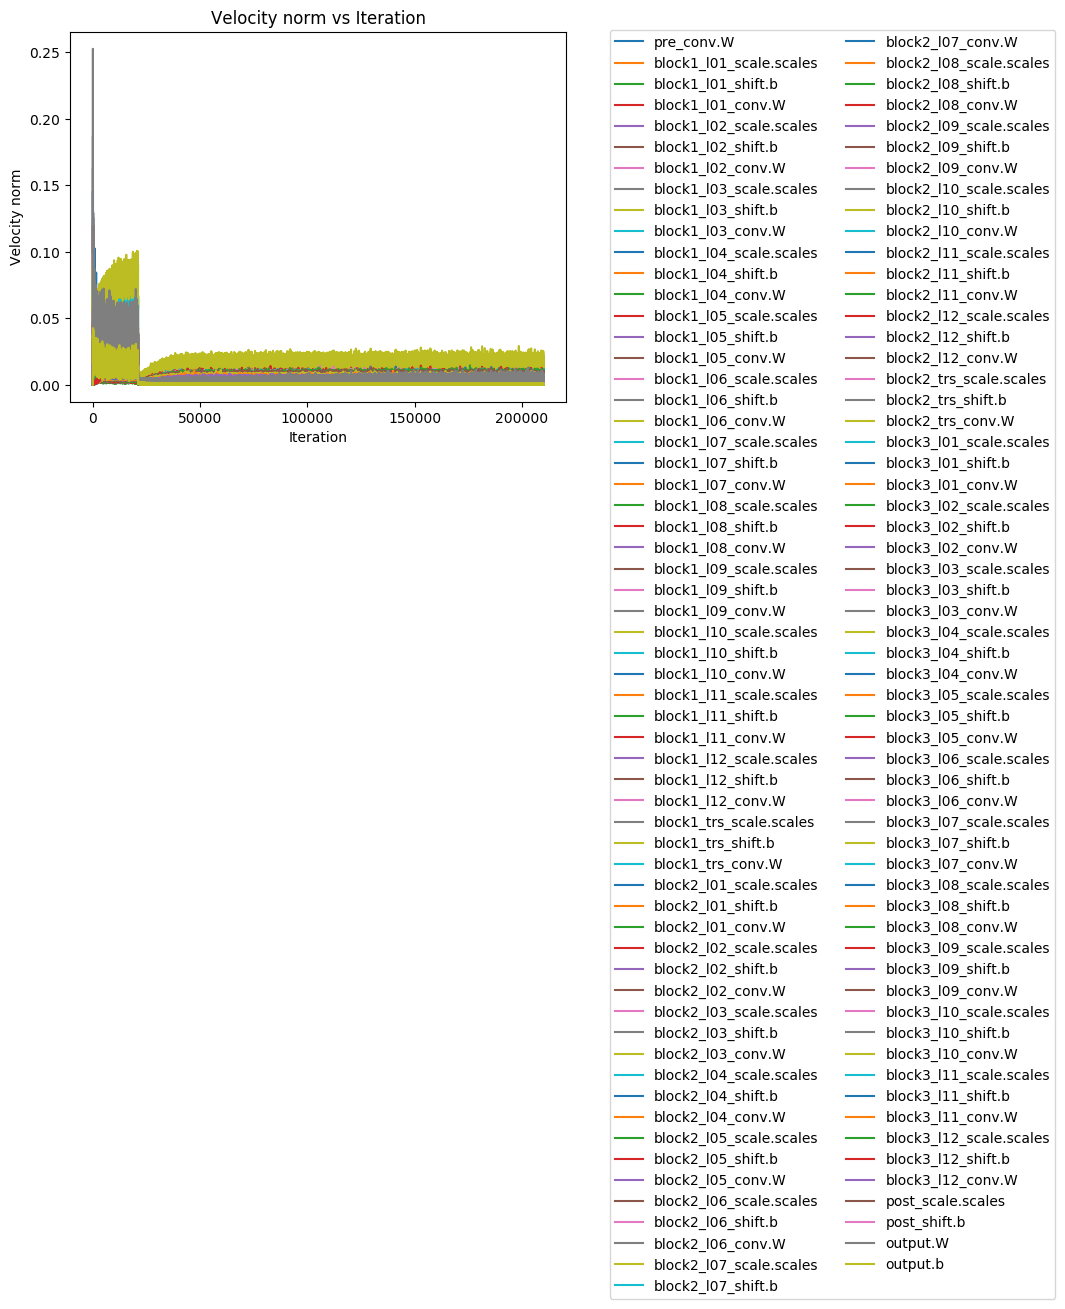 Velocity norm vs Iteration
Velocity norm
0.25
0.20
0.15
0.10
0.05
0.00
0
50000
100000
150000
200000
Iteration
pre_conv.W
block1_l01_scale.scales
block1_l01_shift.b
block1_l01_conv.W
block1_l02_scale.scales
block1_l02_shift.b
block1_l02_conv.W
block1_l03_scale.scales
block1_l03_shift.b
block1_l03_conv.W
block1_l04_scale.scales
block1_l04_shift.b
block1_l04_conv.W
block1_l05_scale.scales
block1_l05_shift.b
block1_l05_conv.W
block1_l06_scale.scales
block1_l06_shift.b
block1_l06_conv.W
block1_l07_scale.scales
block1_l07_shift.b
block1_l07_conv.W
block1_l08_scale.scales
block1_l08_shift.b
block1_l08_conv.W
block1_l09_scale.scales
block1_l09_shift.b
block1_l09_conv.W
block1_l10_scale.scales
block1_l10_shift.b
block1_l10_conv.W
block1_l11_scale.scales
block1_l11_shift.b
block1_l11_conv.W
block1_l12_scale.scales
block1_l12_shift.b
block1_l12_conv.W
block1_trs_scale.scales
block1_trs_shift.b
block1_trs_conv.W
block2_l01_scale.scales
block2_l01_shift.b
block2_l01_conv.W
block2_l02_scale.scales
block2_l02_shift.b
block2_l02_conv.W
block2_l03_scale.scales
block2_l03_shift.b
block2_l03_conv.W
block2_l04_scale.scales
block2_l04_shift.b
block2_l04_conv.W
block2_l05_scale.scales
block2_l05_shift.b
block2_l05_conv.W
block2_l06_scale.scales
block2_l06_shift.b
block2_l06_conv.W
block2_l07_scale.scales
block2_l07_shift.b
block2_l07_conv.W
block2_l08_scale.scales
block2_l08_shift.b
block2_l08_conv.W
block2_l09_scale.scales
block2_l09_shift.b
block2_l09_conv.W
block2_l10_scale.scales
block2_l10_shift.b
block2_l10_conv.W
block2_l11_scale.scales
block2_l11_shift.b
block2_l11_conv.W
block2_l12_scale.scales
block2_l12_shift.b
block2_l12_conv.W
block2_trs_scale.scales
block2_trs_shift.b
block2_trs_conv.W
block3_l01_scale.scales
block3_l01_shift.b
block3_l01_conv.W
block3_l02_scale.scales
block3_l02_shift.b
block3_l02_conv.W
block3_l03_scale.scales
block3_l03_shift.b
block3_l03_conv.W
block3_l04_scale.scales
block3_l04_shift.b
block3_l04_conv.W
block3_l05_scale.scales
block3_l05_shift.b
block3_l05_conv.W
block3_l06_scale.scales
block3_l06_shift.b
block3_l06_conv.W
block3_l07_scale.scales
block3_l07_shift.b
block3_l07_conv.W
block3_l08_scale.scales
block3_l08_shift.b
block3_l08_conv.W
block3_l09_scale.scales
block3_l09_shift.b
block3_l09_conv.W
block3_l10_scale.scales
block3_l10_shift.b
block3_l10_conv.W
block3_l11_scale.scales
block3_l11_shift.b
block3_l11_conv.W
block3_l12_scale.scales
block3_l12_shift.b
block3_l12_conv.W
post_scale.scales
post_shift.b
output.W
output.b